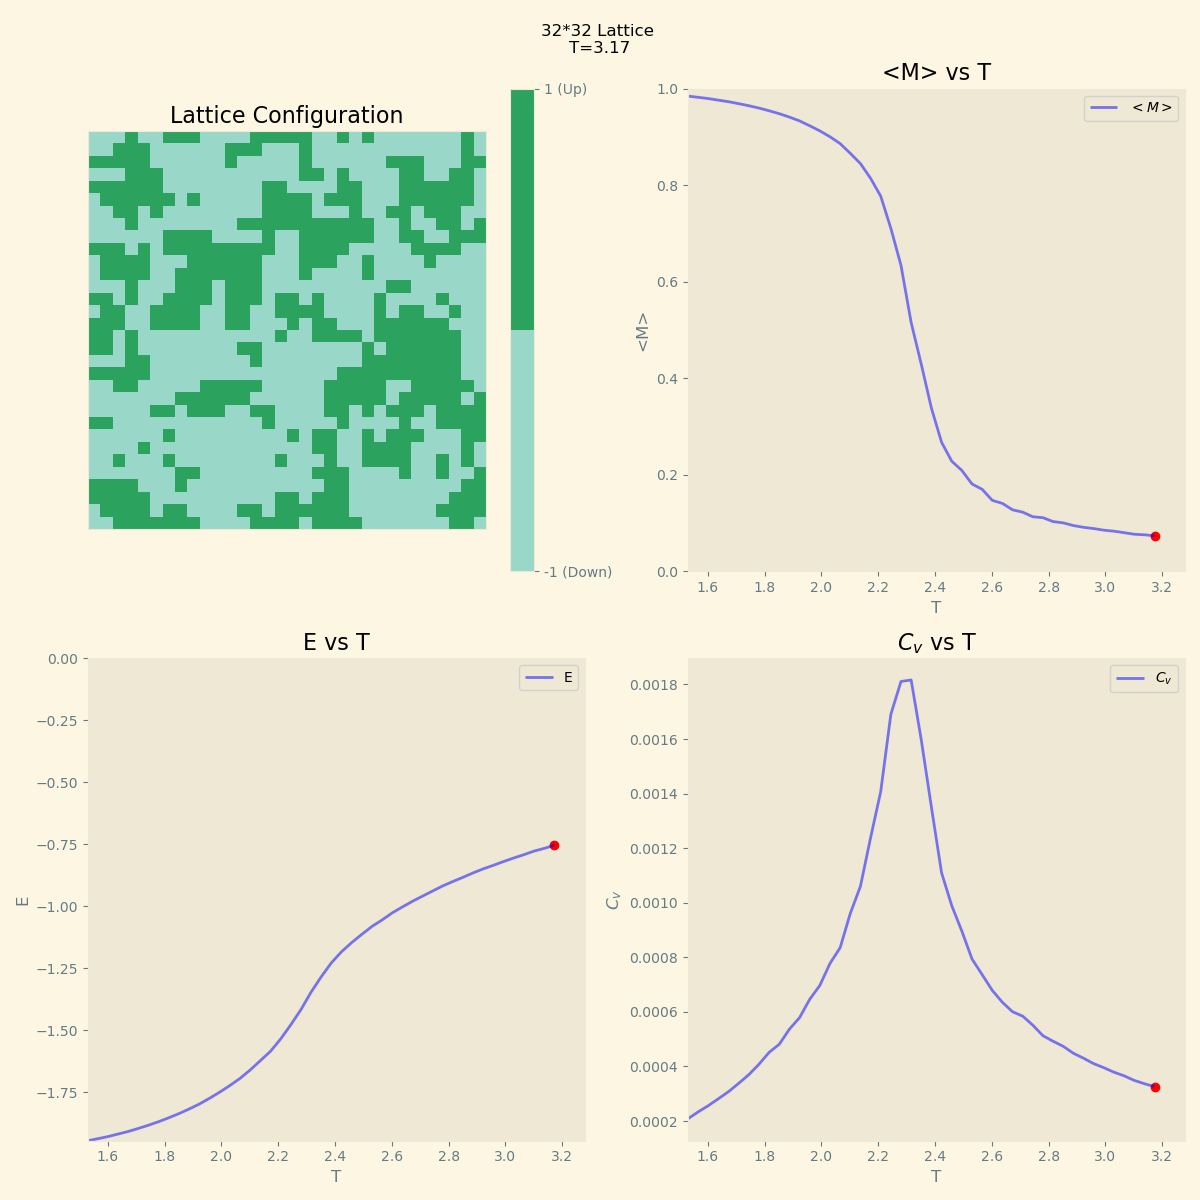 32*32 Lattice
T=3.17
Lattice Configuration
1 (Up)
-1 (Down)
<M> vs T
<M>
1.0
0.8
0.6
0.4
0.2
0.0
<M>
1.6 1.8 2.0 2.2 2.4 2.6 2.8 3.0 3.2
T
E vs T
E
0.00
−0.25
−0.50
−0.75
−1.00
−1.25
−1.50
−1.75
E
1.6 1.8 2.0 2.2 2.4 2.6 2.8 3.0 3.2
T
Cv vs T
Cv
0.0018
0.0016
0.0014
0.0012
0.0010
0.0008
0.0006
0.0004
0.0002
Cv
1.6 1.8 2.0 2.2 2.4 2.6 2.8 3.0 3.2
T